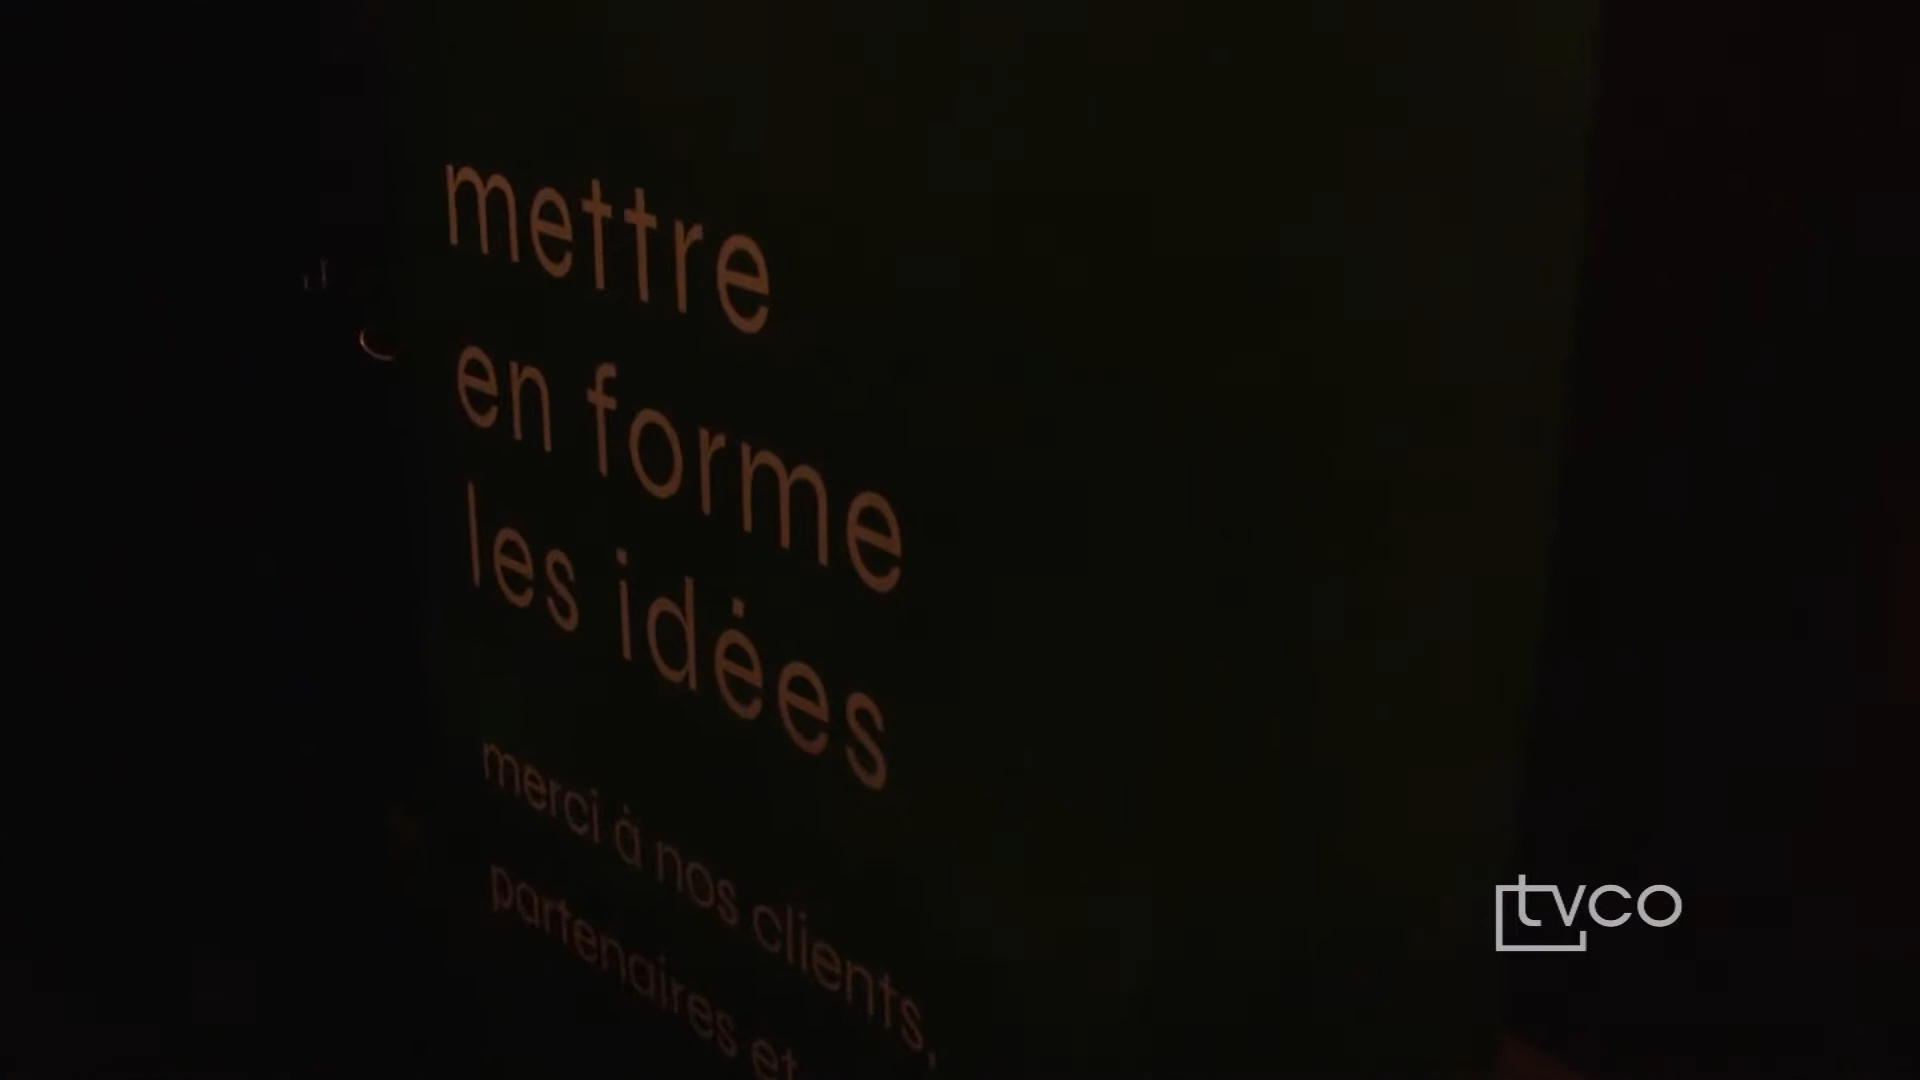 mettre
en forme
les idées
merci à nos clients,
partenaires et
tvco